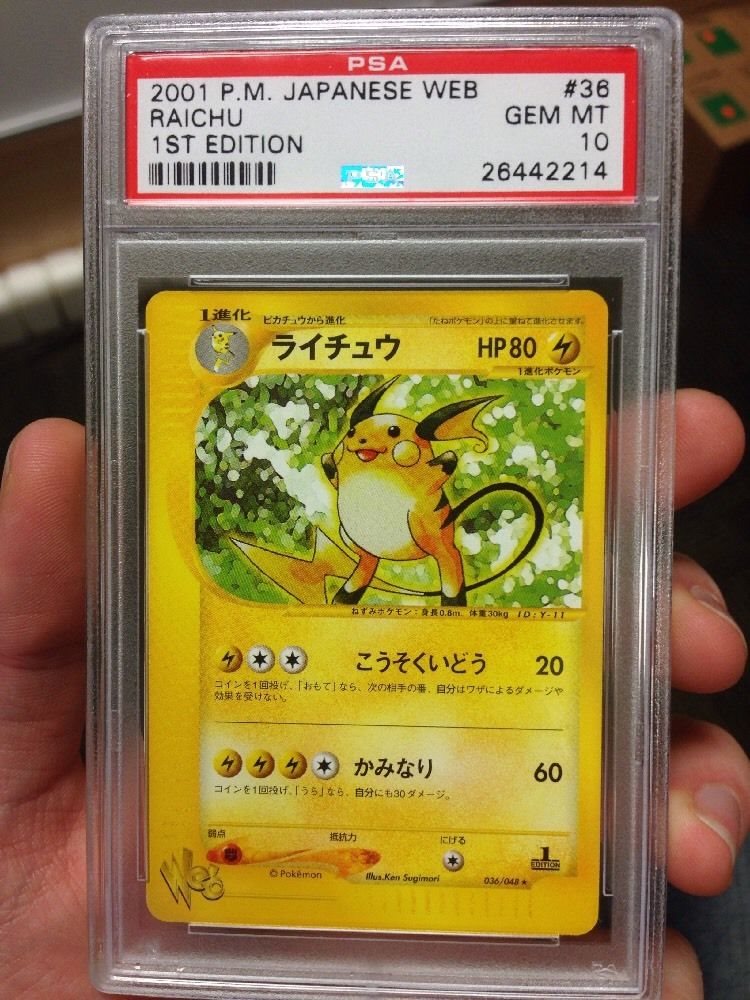 PSA
2001 P.M. JAPANESE WEB #36
RAICHU GEM MT
1ST EDITION 10
26442214
1進化 ピカチュウから進化 「たねポケモン」の上に重ねて進化させます。
ライチュウ HP80
1進化ポケモン
ねずみポケモン：身長0.8m. 体重30kg ID:Y-11
こうそくいどう 20
コインを1回投げ、「おもて」なら、次の相手の番、自分はワザによるダメージや
効果を受けない。
かみなり 60
コインを1回投げ、「うら」なら、自分にも30ダメージ。
弱点 抵抗力 にげる
1
EDITION
Web © Pokémon Illus.Ken Sugimori 036/048★